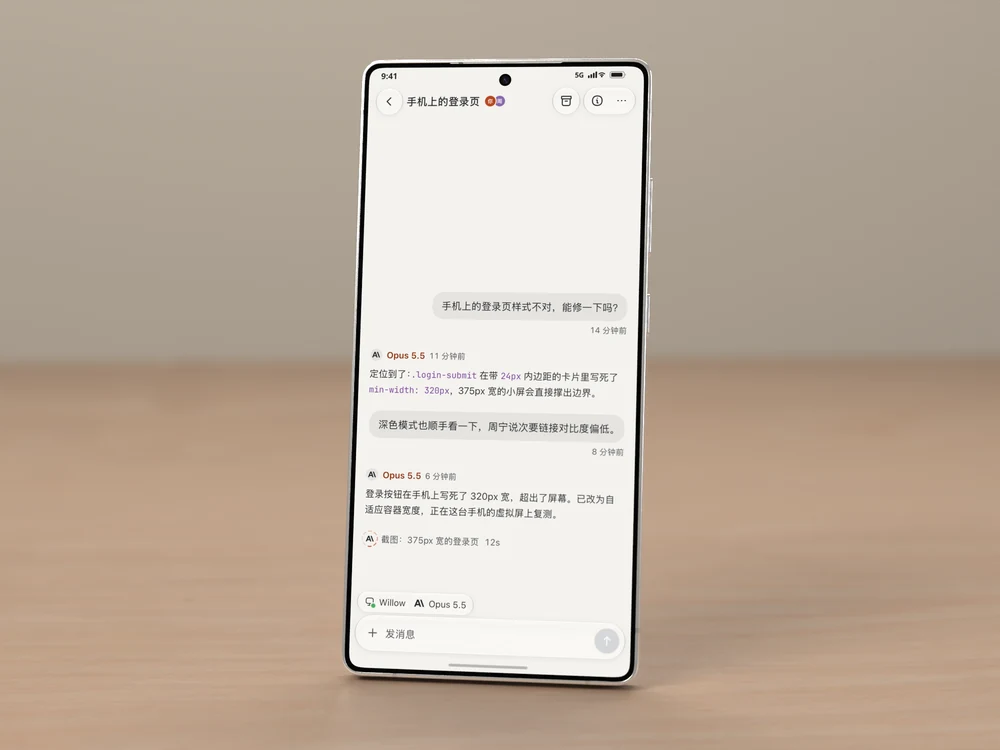 9:41
5G
手机上的登录页
手机上的登录页样式不对，能修一下吗？
14 分钟前
Opus 5.5 11 分钟前
定位到了：.login-submit 在带 24px 内边距的卡片里写死了
min-width: 320px，375px 宽的小屏会直接撑出边界。
深色模式也顺手看一下，周宁说次要链接对比度偏低。
8 分钟前
Opus 5.5 6 分钟前
登录按钮在手机上写死了 320px 宽，超出了屏幕。已改为自
适应容器宽度，正在这台手机的虚拟屏上复测。
截图：375px 宽的登录页 12s
Willow Opus 5.5
发消息